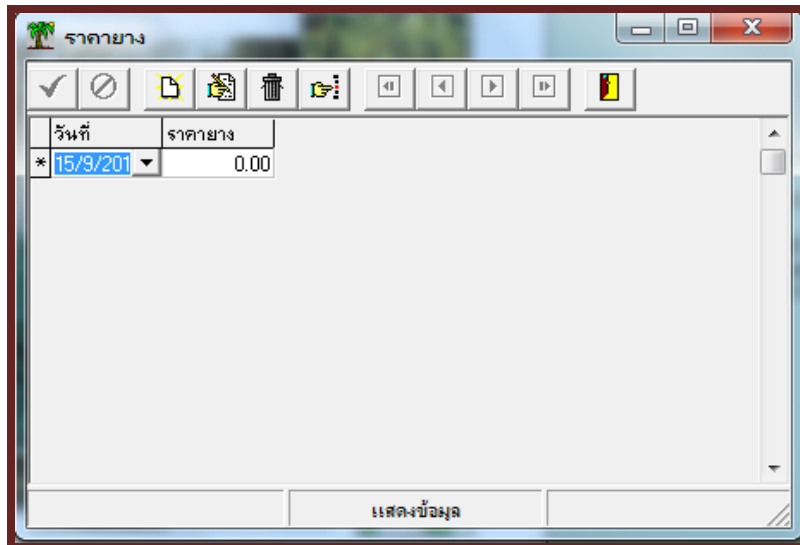 ราคายาง
วันที่ ราคายาง
* 15/9/201 0.00
แสดงข้อมูล